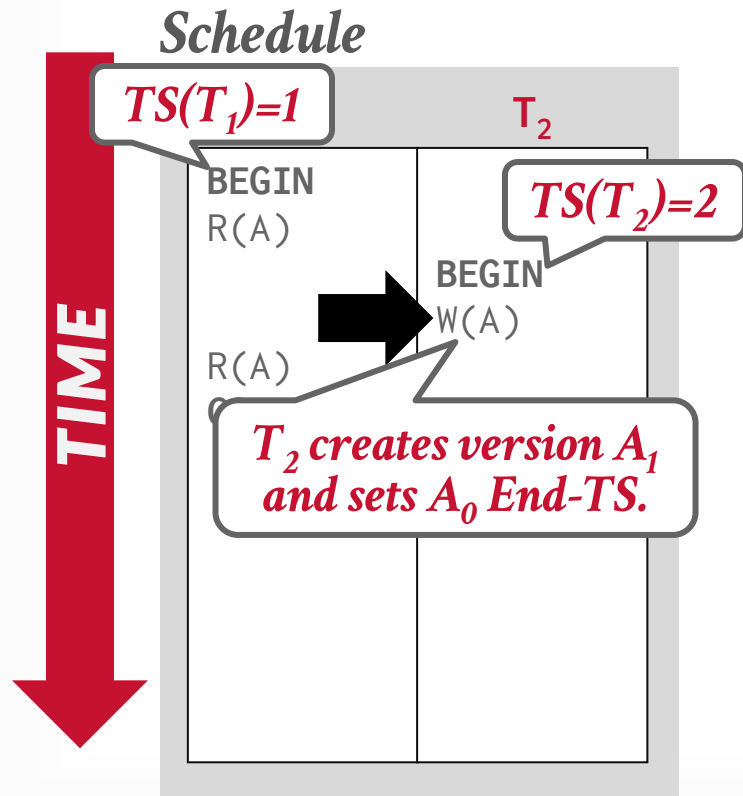 Schedule
TS(T₁)=1
T₂
BEGIN
R(A)
TS(T₂)=2
BEGIN
W(A)
R(A)
T₂ creates version A₁
and sets A₀ End-TS.
TIME